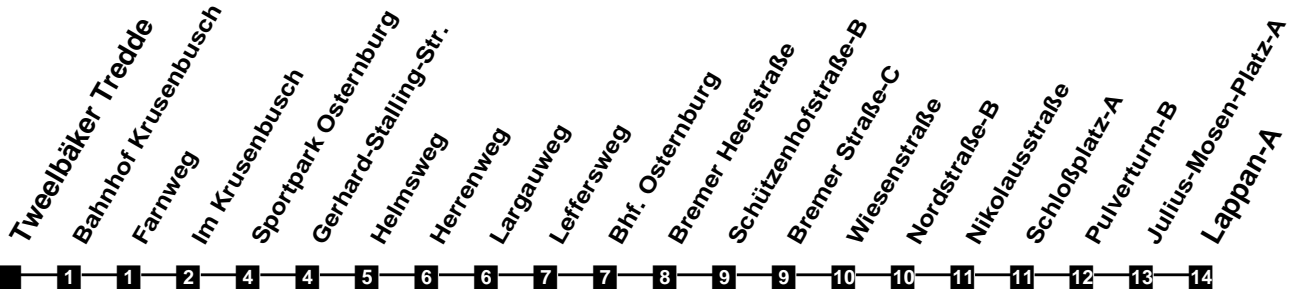 Tweelbäker Tredde
Bahnhof Krusenbusch
Farnweg
Im Krusenbusch
Sportpark Osternburg
Gerhard-Stalling-Str.
Helmsweg
Herrenweg
Largauweg
Leffersweg
Bhf. Osternburg
Bremer Heerstraße
Schützenhofstraße-B
Bremer Straße-C
Wiesenstraße
Nordstraße-B
Nikolausstraße
Schloßplatz-A
Pulverturm-B
Julius-Mosen-Platz-A
Lappan-A
1 1 2 4 4 5 6 6 7 7 8 9 9 10 10 11 11 12 13 14